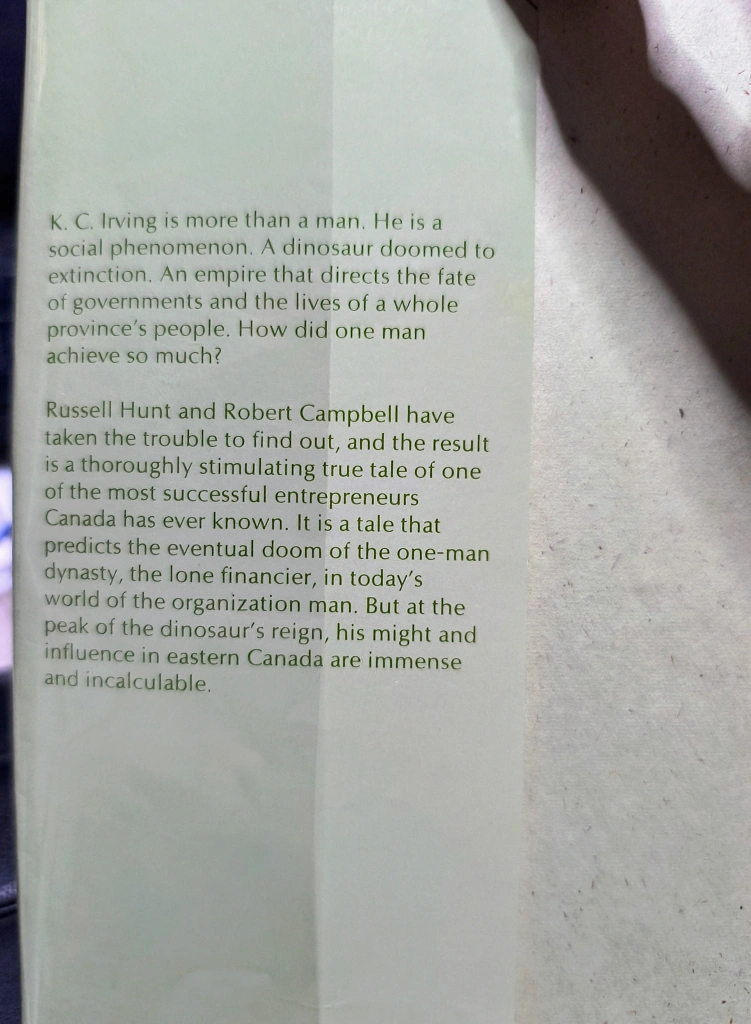 K. C. Irving is more than a man. He is a
social phenomenon. A dinosaur doomed to
extinction. An empire that directs the fate
of governments and the lives of a whole
province's people. How did one man
achieve so much?
Russell Hunt and Robert Campbell have
taken the trouble to find out, and the result
is a thoroughly stimulating true tale of one
of the most successful entrepreneurs
Canada has ever known. It is a tale that
predicts the eventual doom of the one-man
dynasty, the lone financier, in today's
world of the organization man. But at the
peak of the dinosaur's reign, his might and
influence in eastern Canada are immense
and incalculable.